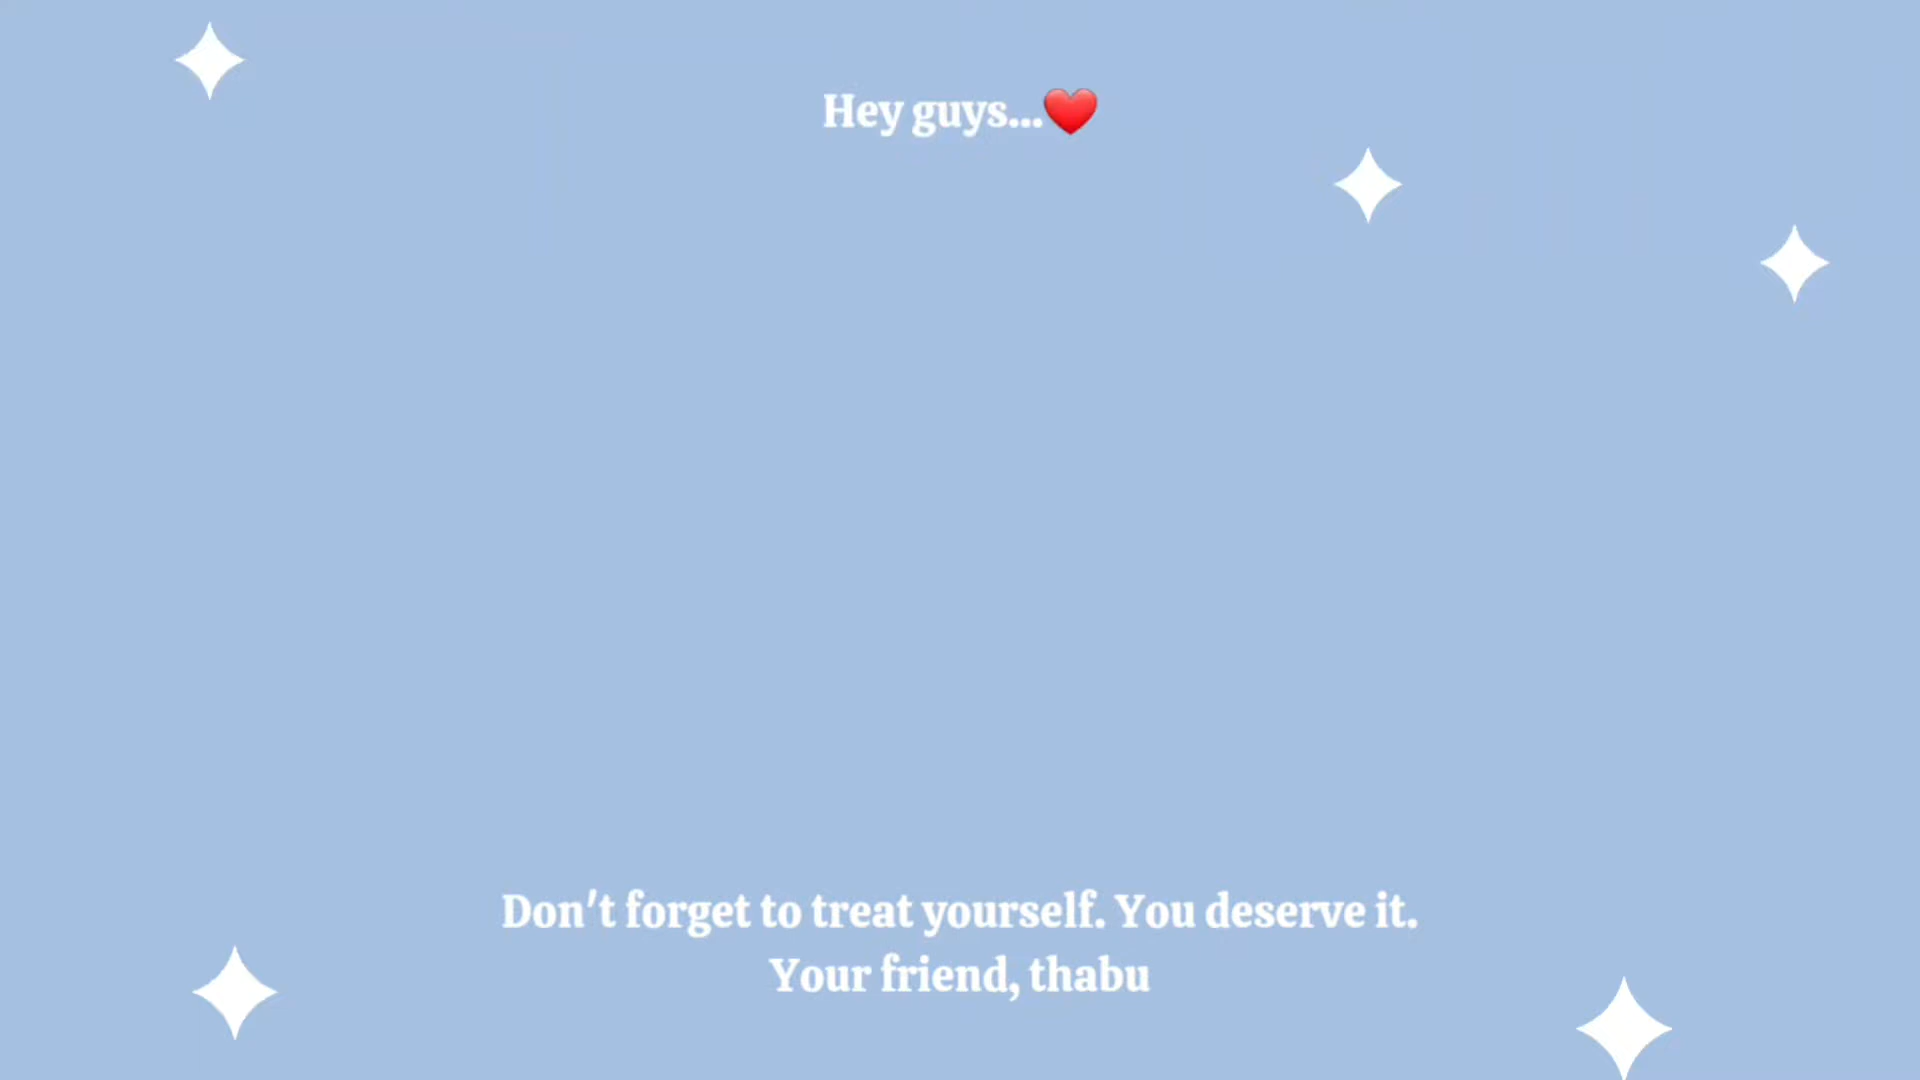 Hey guys...❤️
Don't forget to treat yourself. You deserve it.
Your friend, thabu